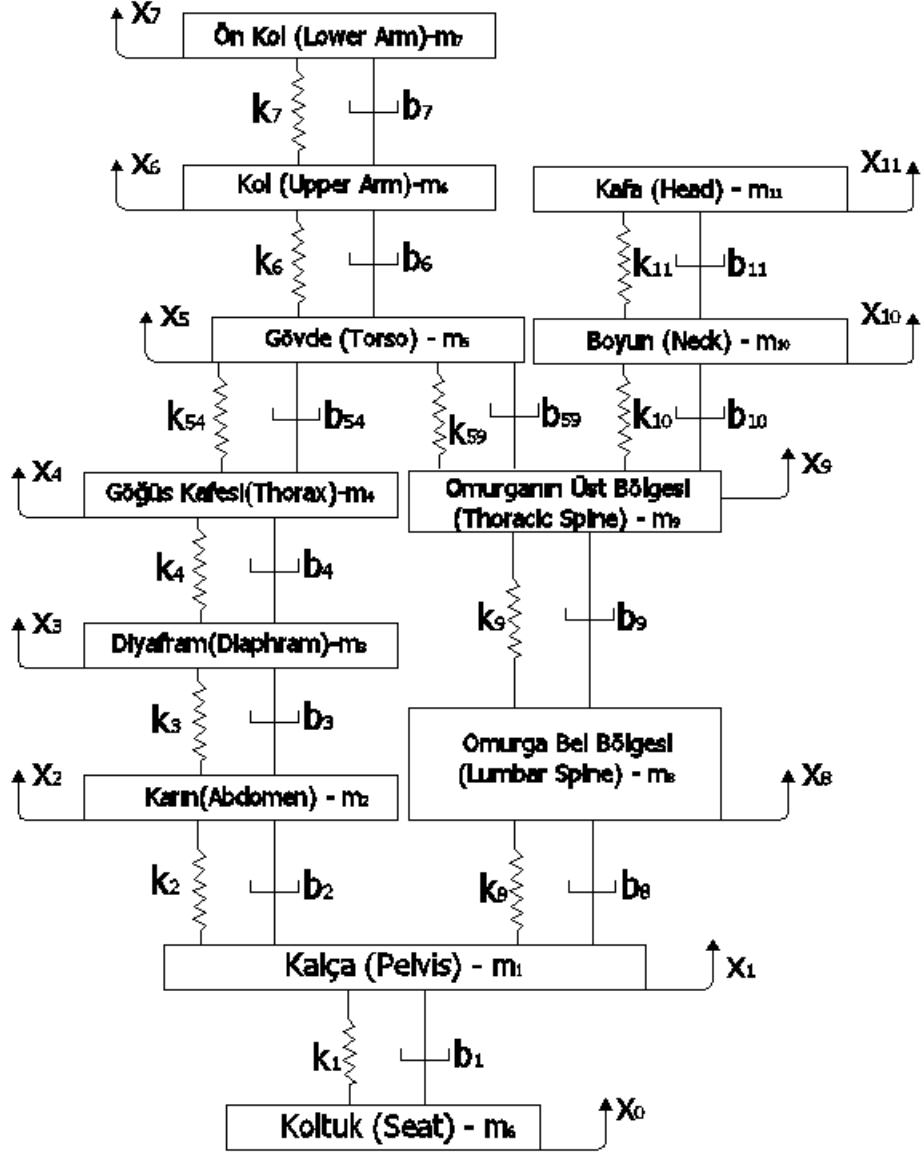 X7
Ön Kol (Lower Arm)-m7
k7 b7
X6
Kol (Upper Arm)-m6
X11
Kafa (Head) - m11
k6 b6
k11 b11
X5
Gövde (Torso) - m5
X10
Boyun (Neck) - m10
k54 b54 k59 b59 k10 b10
X4
Göğüs Kafesi(Thorax)-m4
X9
Omurganın Üst Bölgesi
(Thoracic Spine) - m9
k4 b4
k9 b9
X3
Diyafram(Diaphram)-m3
k3 b3
Omurga Bel Bölgesi
(Lumbar Spine) - m8
X2
Karın(Abdomen) - m2
X8
k2 b2
k8 b8
Kalça (Pelvis) - m1
X1
k1 b1
Koltuk (Seat) -
X0